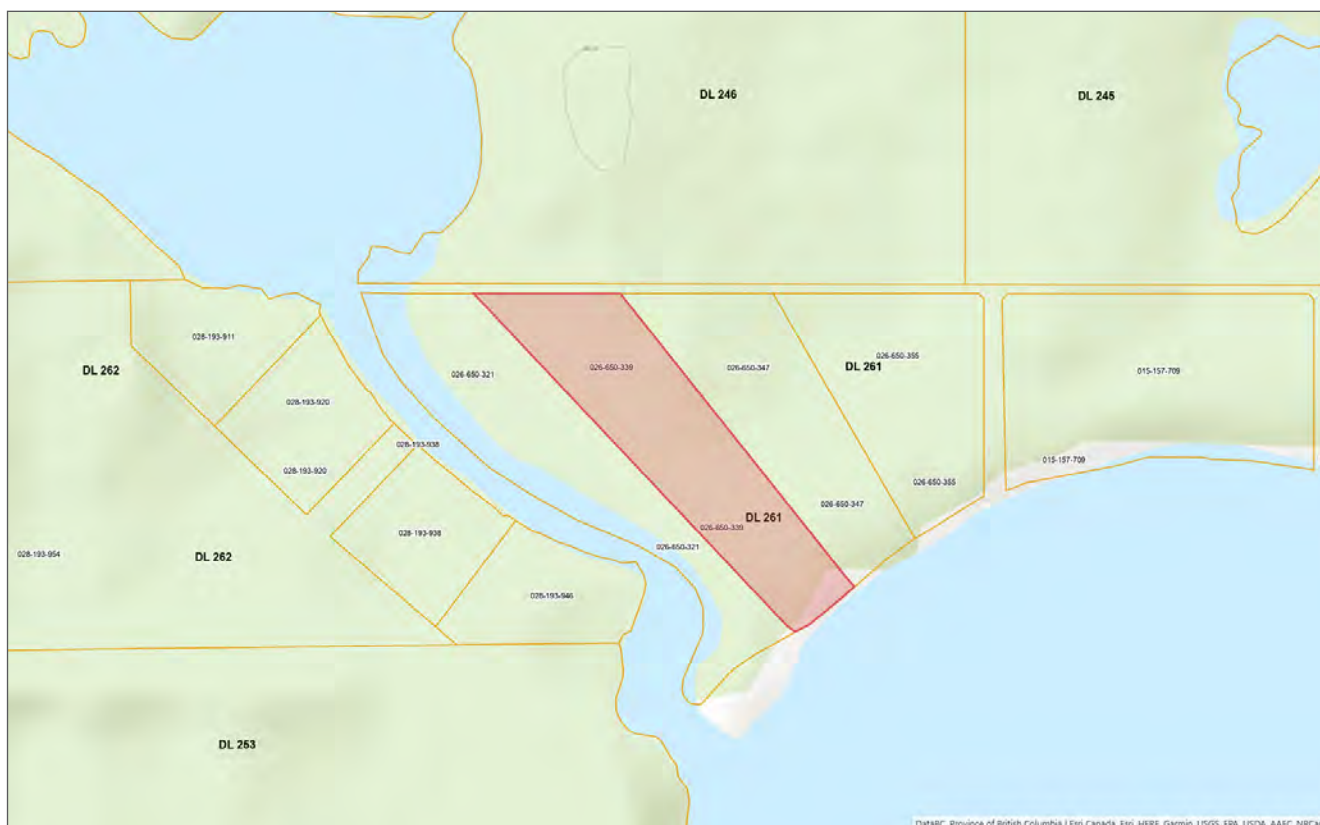 DL 246
DL 245
028-193-911
DL 262
026-650-321
026-650-339
026-650-347
026-650-355
DL 261
015-157-709
028-193-920
028-193-938
028-193-920
015-157-709
026-650-355
026-650-347
DL 261
026-650-339
028-193-938
026-650-321
028-193-954
DL 262
028-193-946
DL 253
DataBC, Province of British Columbia | Esri Canada, Esri, HERE, Garmin, USGS, EPA, USDA, AAFC, NRCan